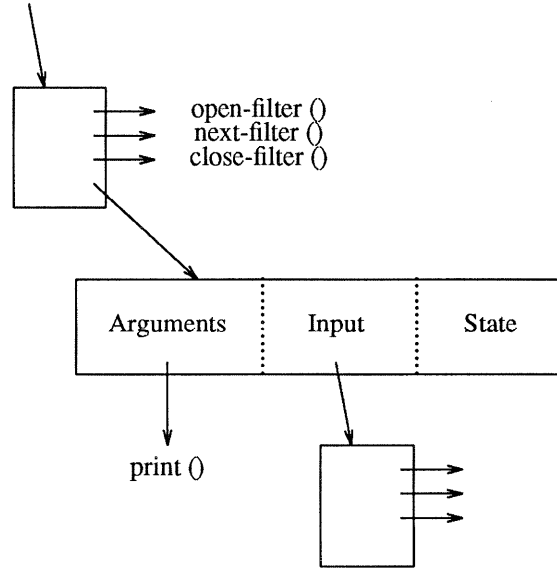 open-filter ()
next-filter ()
close-filter ()
Arguments Input State
print ()